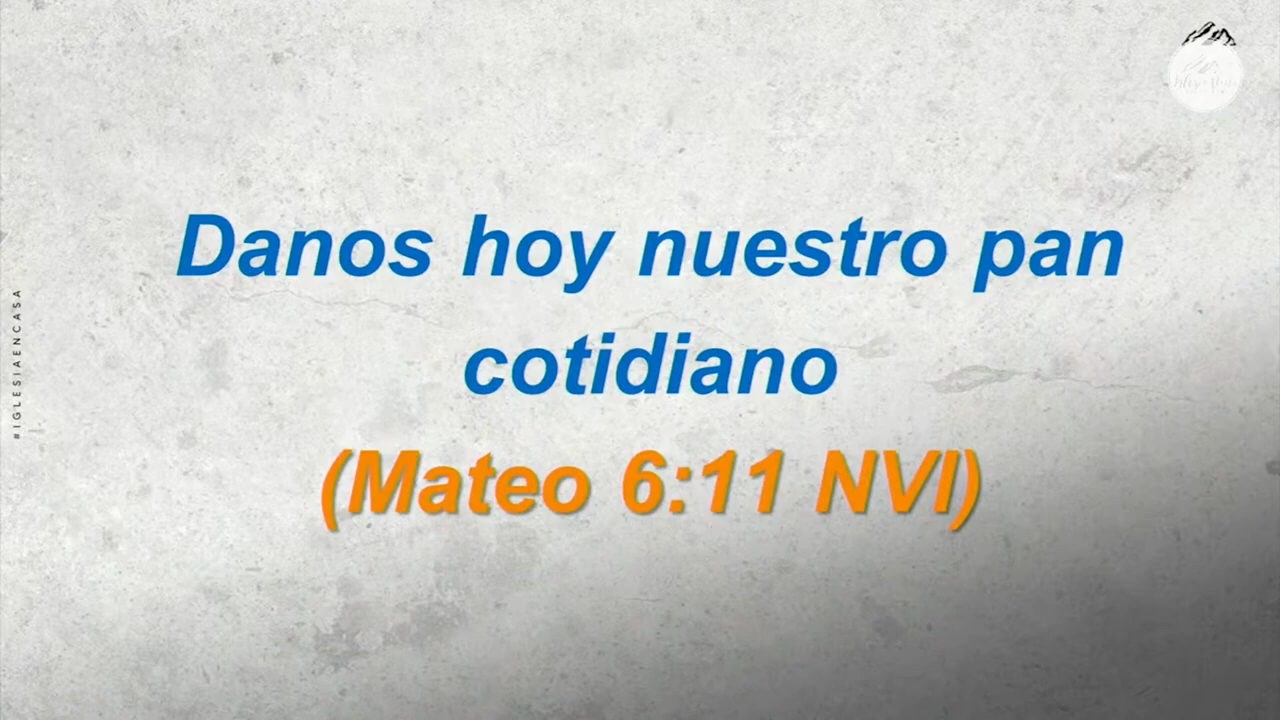 Danos hoy nuestro pan
cotidiano
(Mateo 6:11 NVI)
#IGLESIAENCASA